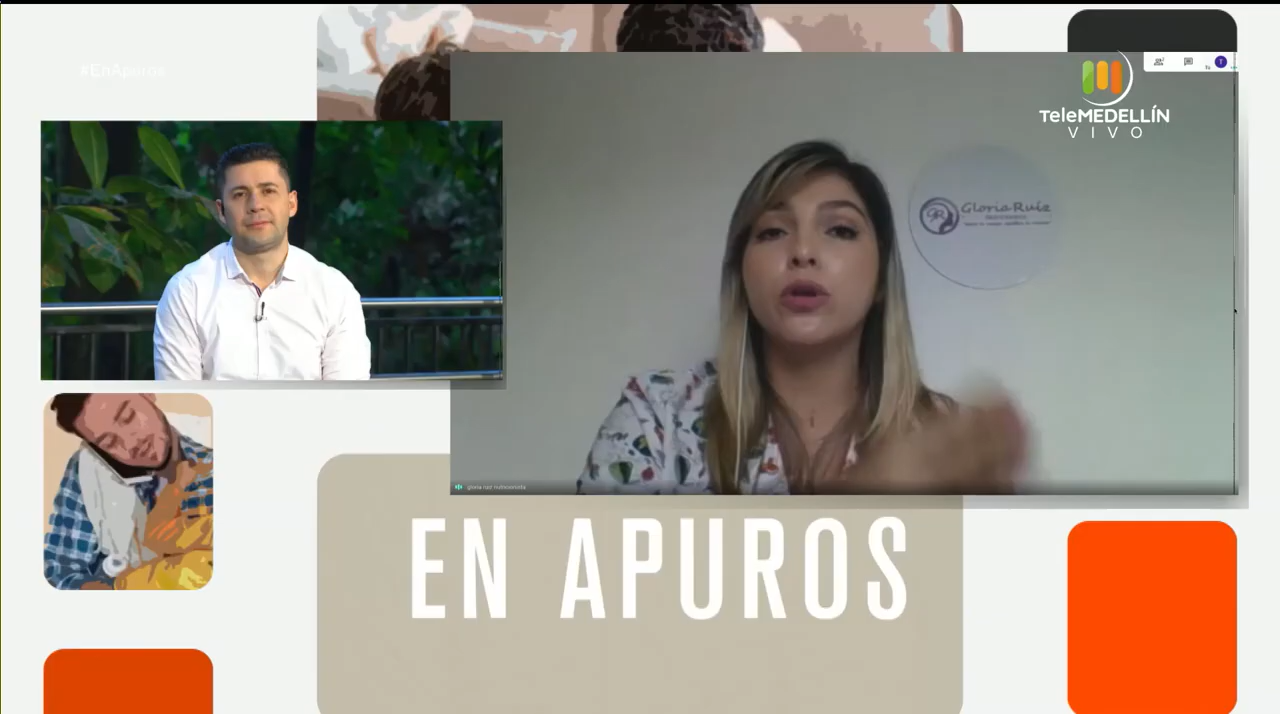 #EnApuros
TeleMEDELLÍN
VIVO
Gloria Ruiz
gloria ruiz nutricionista
EN APUROS